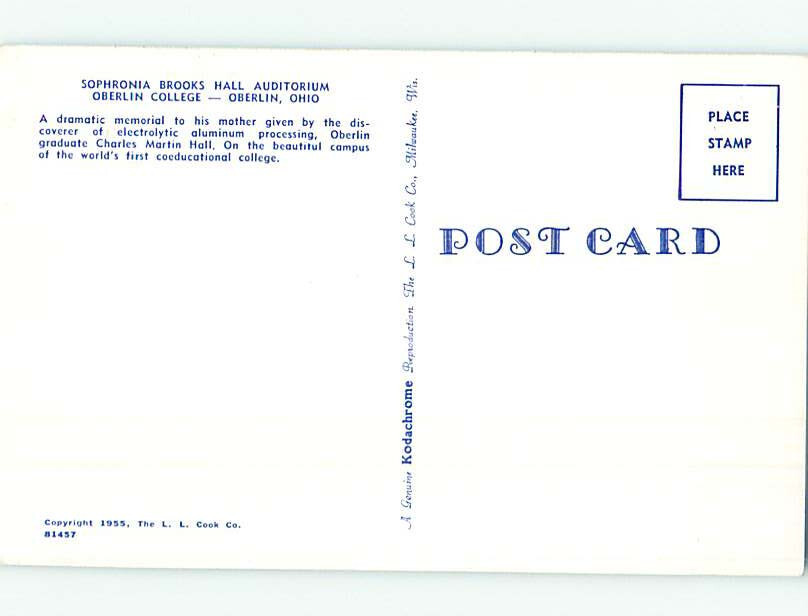 SOPHRONIA BROOKS HALL AUDITORIUM
OBERLIN COLLEGE — OBERLIN, OHIO
A dramatic memorial to his mother given by the dis-
coverer of electrolytic aluminum processing, Oberlin
graduate Charles Martin Hall. On the beautiful campus
of the world's first coeducational college.
Copyright 1955, The L. L. Cook Co.
81457
A Genuine Kodachrome Reproduction The L. L. Cook Co., Milwaukee, Wis.
PLACE
STAMP
HERE
POST CARD